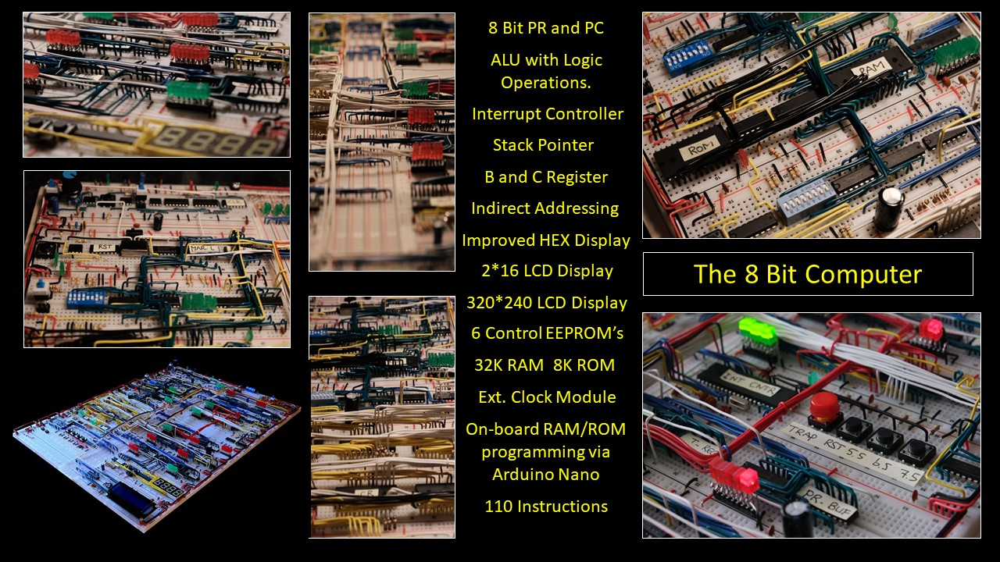 8 Bit PR and PC
ALU with Logic
Operations.
Interrupt Controller
Stack Pointer
B and C Register
Indirect Addressing
Improved HEX Display
2*16 LCD Display
320*240 LCD Display
6 Control EEPROM’s
32K RAM 8K ROM
Ext. Clock Module
On-board RAM/ROM
programming via
Arduino Nano
110 Instructions
RAM
ROM
The 8 Bit Computer
INT CNTR
TRAP RST 5.5 6.5 7.5
PR. BUF
RST
MAR L
CR
8888